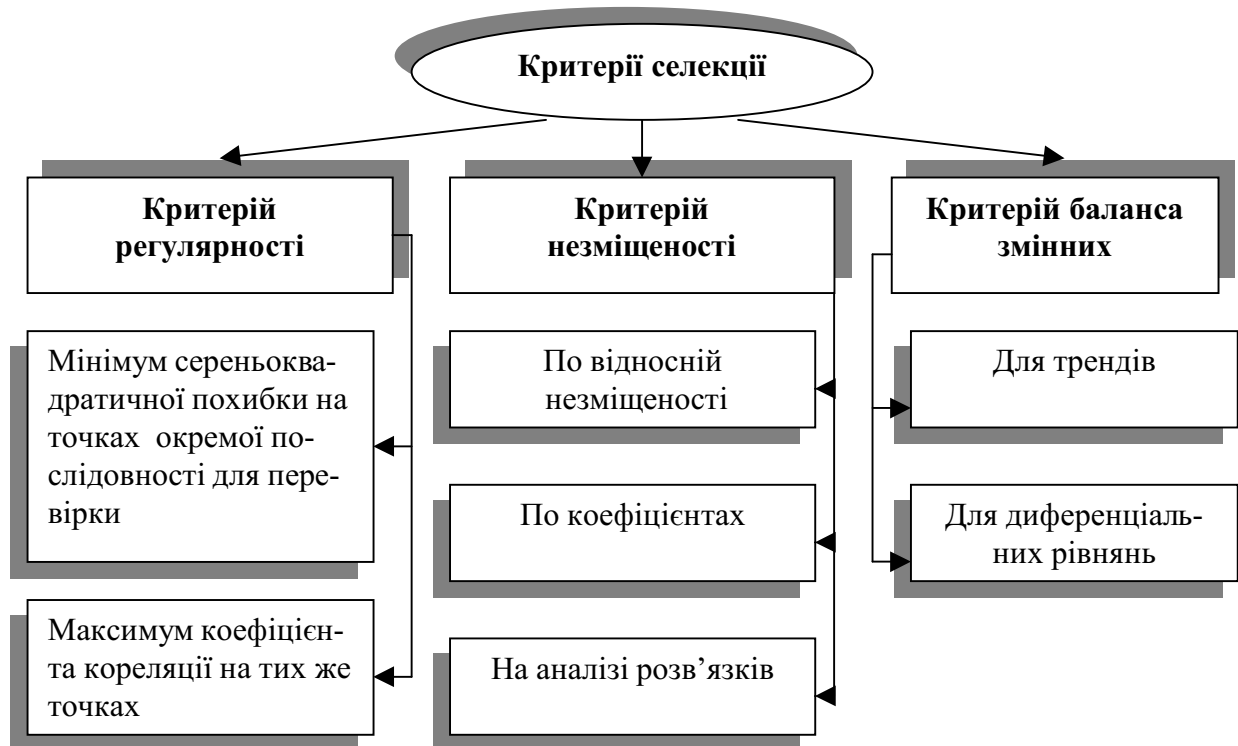 Критерії селекції
Критерій
регулярності
Мінімум сереньоква-
дратичної похибки на
точках окремої по-
слідовності для пере-
вірки
Максимум коефіцієн-
та кореляції на тих же
точках
Критерій
незміщеності
По відносній
незміщеності
По коефіцієнтах
На аналізі розв’язків
Критерій баланса
змінних
Для трендів
Для диференціаль-
них рівнянь